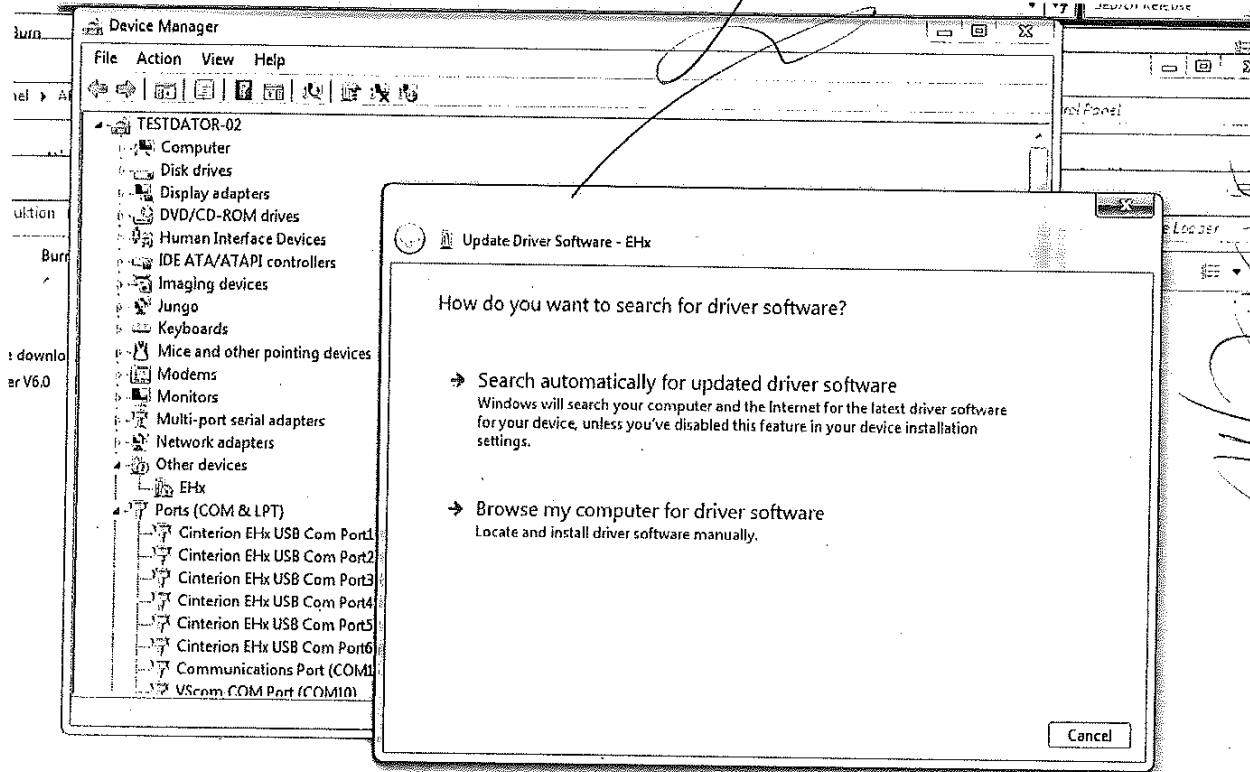 Burn
Device Manager
File Action View Help
TESTDATOR-02
Computer
Disk drives
Display adapters
DVD/CD-ROM drives
Human Interface Devices
IDE ATA/ATAPI controllers
Imaging devices
Jungo
Keyboards
Mice and other pointing devices
Modems
Monitors
Multi-port serial adapters
Network adapters
Other devices
EHx
Ports (COM & LPT)
Cinterion EHx USB Com Port1
Cinterion EHx USB Com Port2
Cinterion EHx USB Com Port3
Cinterion EHx USB Com Port4
Cinterion EHx USB Com Port5
Cinterion EHx USB Com Port6
Communications Port (COM1
VScom COM Port (COM10)
uktion
Burr
e downlo
er V6.0
rol Panel
e Logger
Update Driver Software - EHx
How do you want to search for driver software?
Search automatically for updated driver software
Windows will search your computer and the Internet for the latest driver software
for your device, unless you've disabled this feature in your device installation
settings.
Browse my computer for driver software
Locate and install driver software manually.
Cancel